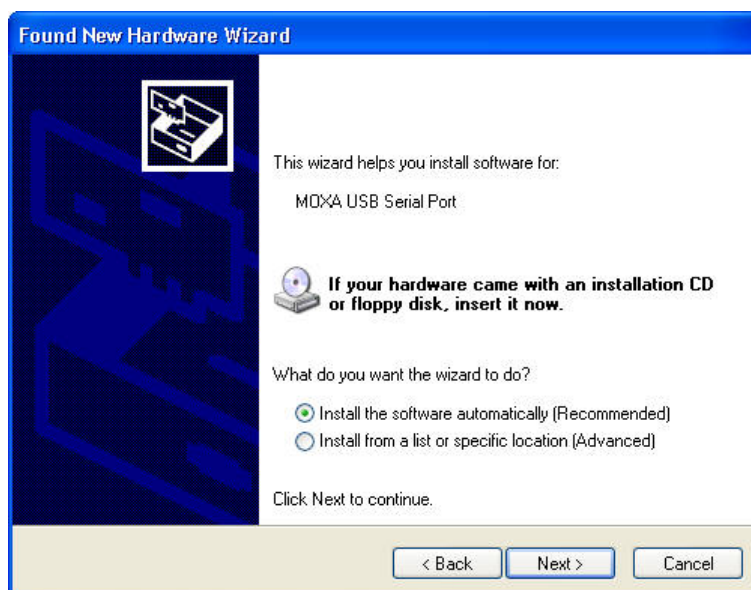 Found New Hardware Wizard
This wizard helps you install software for:
MOXA USB Serial Port
If your hardware came with an installation CD
or floppy disk, insert it now.
What do you want the wizard to do?
Install the software automatically (Recommended)
Install from a list or specific location (Advanced)
Click Next to continue.
< Back Next > Cancel